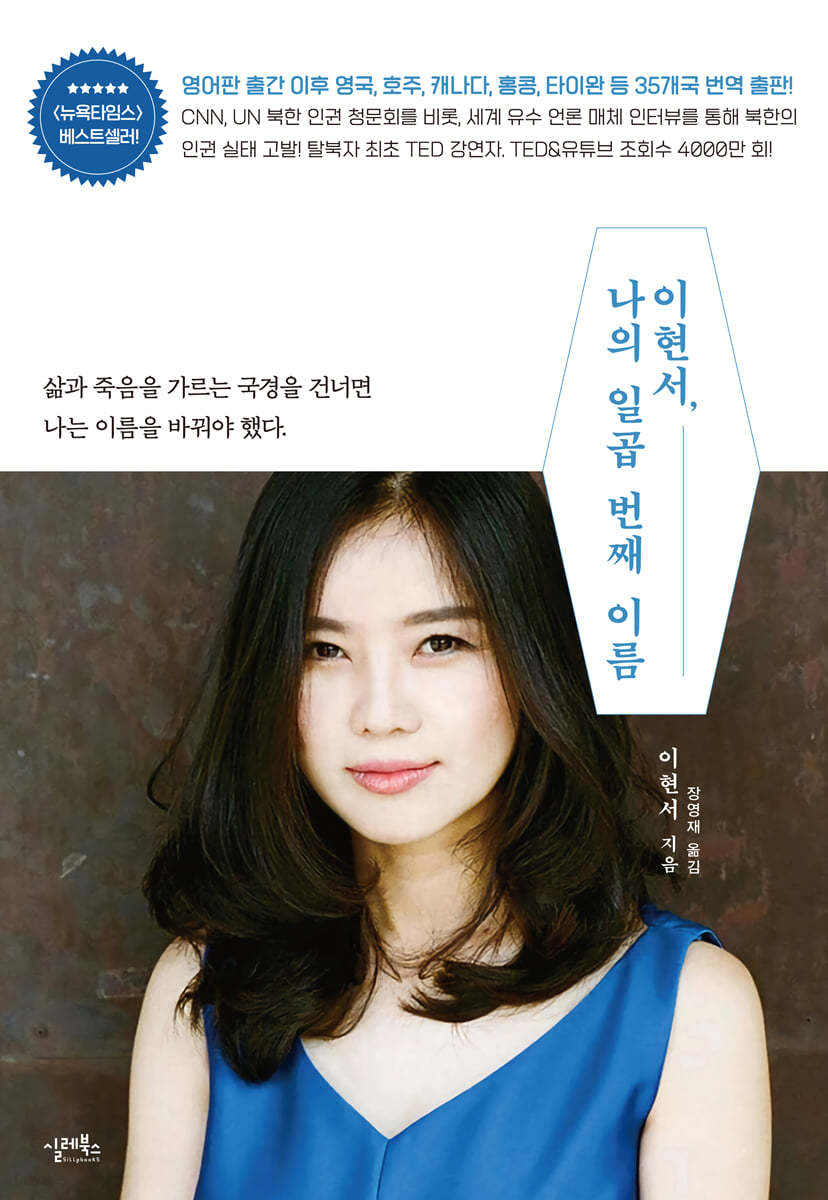 〈뉴욕타임스〉
베스트셀러!
영어판 출간 이후 영국, 호주, 캐나다, 홍콩, 타이완 등 35개국 번역 출판!
CNN, UN 북한 인권 청문회를 비롯, 세계 유수 언론 매체 인터뷰를 통해 북한의
인권 실태 고발! 탈북자 최초 TED 강연자. TED&유튜브 조회수 4000만 회!
이현서,
나의 일곱 번째 이름
삶과 죽음을 가르는 국경을 건너면
나는 이름을 바꿔야 했다.
이현서 지음
장영재 옮김
실레북스
Sillebooks